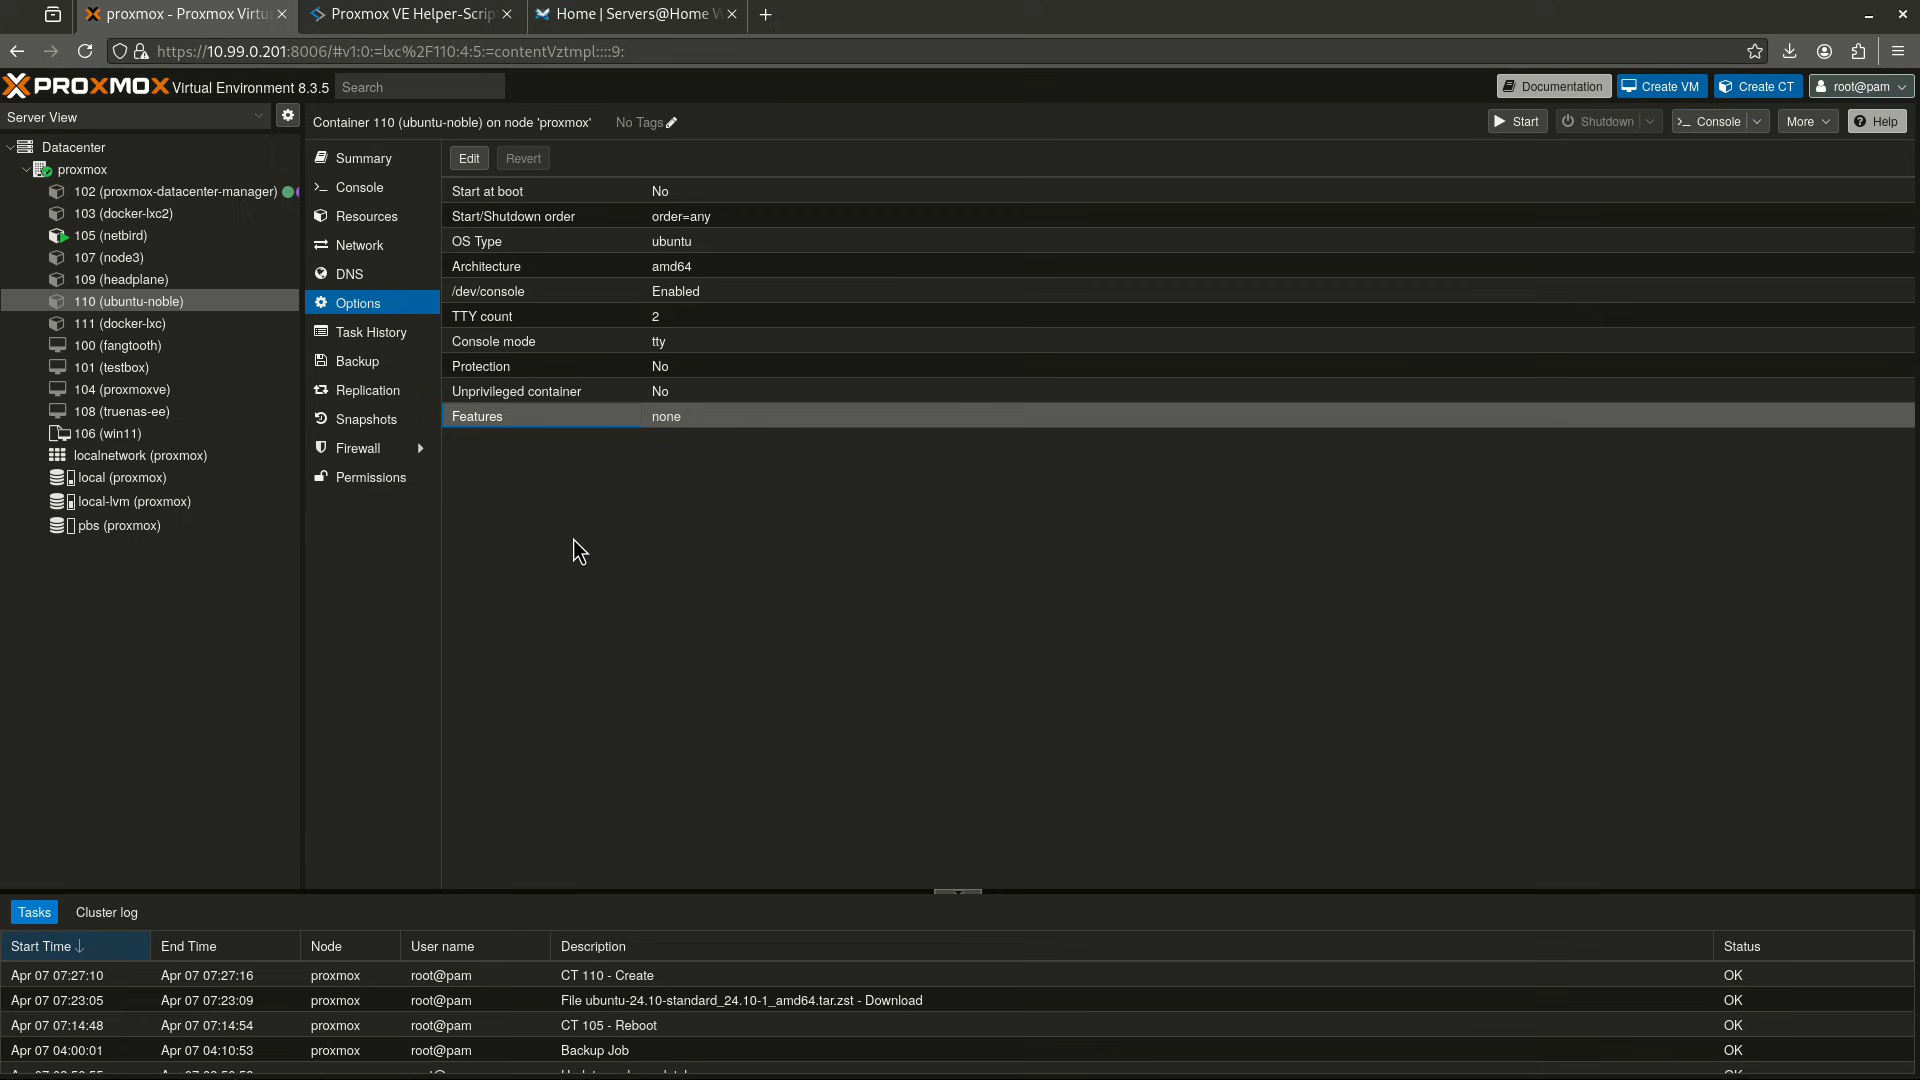 proxmox - Proxmox Virtu
Proxmox VE Helper-Scrip
Home | Servers@Home W
https://10.99.0.201:8006/#v1:0:=lxc%2F110:4:5:=contentVztmpl::::9:
PROXMOX Virtual Environment 8.3.5
Search
Documentation
Create VM
Create CT
root@pam
Server View
Container 110 (ubuntu-noble) on node 'proxmox'
No Tags
Start
Shutdown
Console
More
Help
Datacenter
proxmox
102 (proxmox-datacenter-manager)
103 (docker-lxc2)
105 (netbird)
107 (node3)
109 (headplane)
110 (ubuntu-noble)
111 (docker-lxc)
100 (fangtooth)
101 (testbox)
104 (proxmoxve)
108 (truenas-ee)
106 (win11)
localnetwork (proxmox)
local (proxmox)
local-lvm (proxmox)
pbs (proxmox)
Summary
Console
Resources
Network
DNS
Options
Task History
Backup
Replication
Snapshots
Firewall
Permissions
Edit
Revert
Start at boot No
Start/Shutdown order order=any
OS Type ubuntu
Architecture amd64
/dev/console Enabled
TTY count 2
Console mode tty
Protection No
Unprivileged container No
Features none
Tasks
Cluster log
Start Time End Time Node User name Description Status
Apr 07 07:27:10 Apr 07 07:27:16 proxmox root@pam CT 110 - Create OK
Apr 07 07:23:05 Apr 07 07:23:09 proxmox root@pam File ubuntu-24.10-standard_24.10-1_amd64.tar.zst - Download OK
Apr 07 07:14:48 Apr 07 07:14:54 proxmox root@pam CT 105 - Reboot OK
Apr 07 04:00:01 Apr 07 04:10:53 proxmox root@pam Backup Job OK